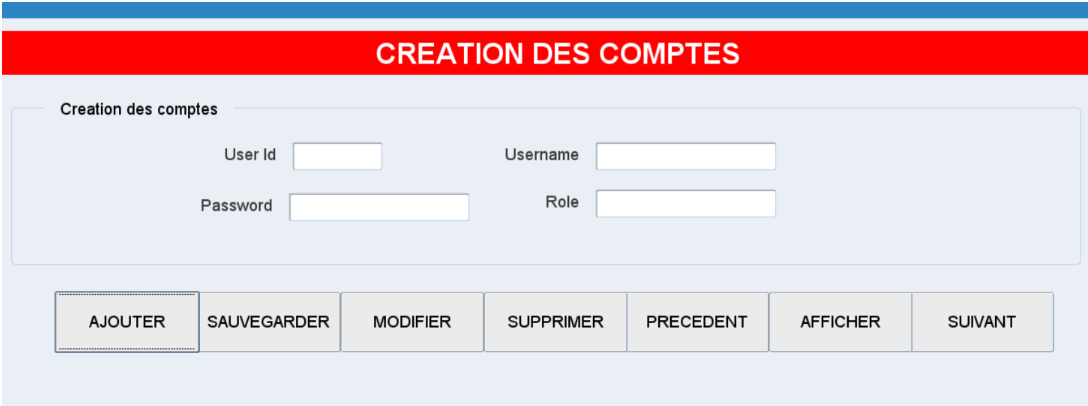 CREATION DES COMPTES
Creation des comptes
User Id
Username
Password
Role
AJOUTER
SAUVEGARDER
MODIFIER
SUPPRIMER
PRECEDENT
AFFICHER
SUIVANT